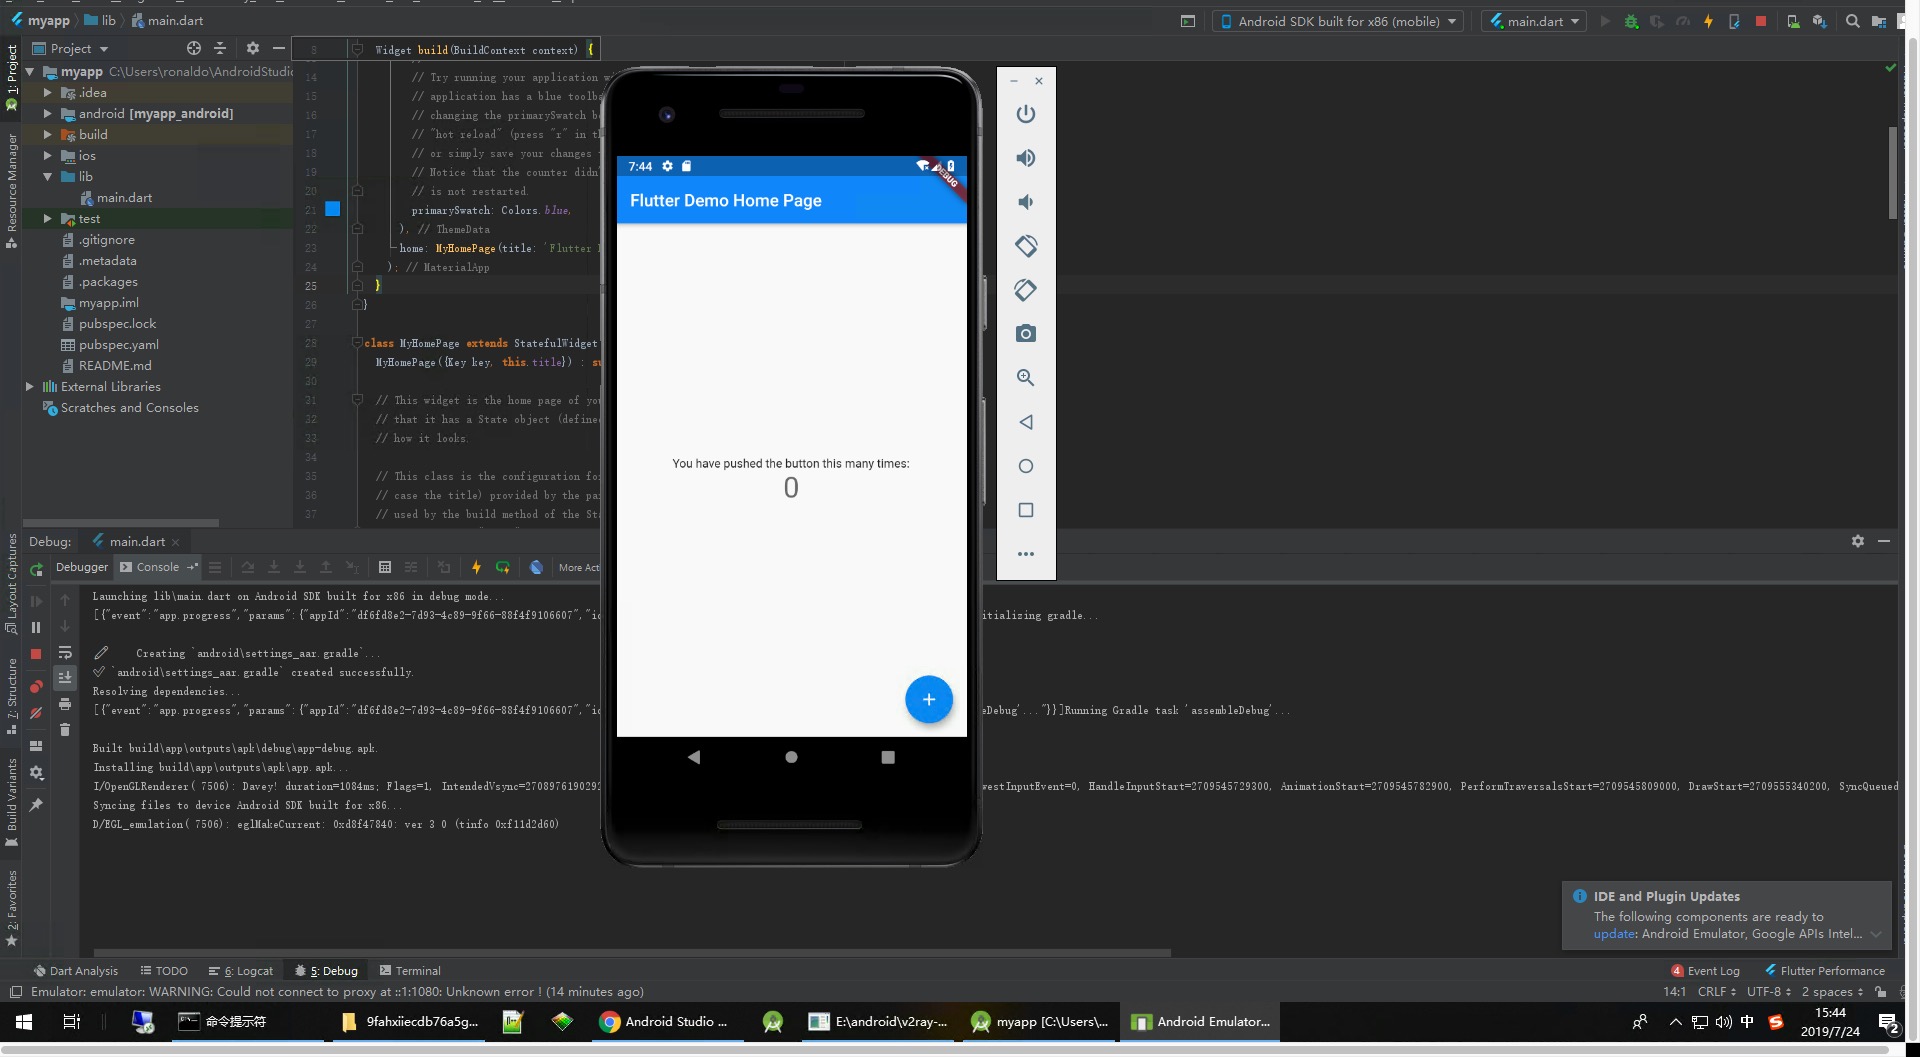 myapp lib main.dart
Android SDK built for x86 (mobile) main.dart
Project
8 Widget build(BuildContext context) {
myapp C:\Users\ronaldo\AndroidStudio
.idea
android [myapp_android]
build
ios
lib
main.dart
test
.gitignore
.metadata
.packages
myapp.iml
pubspec.lock
pubspec.yaml
README.md
External Libraries
Scratches and Consoles
1: Project
Resource Manager
Layout Captures
7: Structure
Build Variants
2: Favorites
14 // Try running your application
15 // application has a blue toolba
16 // changing the primarySwatch
17 // "hot reload" (press "r" in
18 // or simply save your changes
19 // Notice that the counter didn'
20 // is not restarted.
21 primarySwatch: Colors.blue,
22 ), // ThemeData
23 home: MyHomePage(title: 'Flutter
24 ); // MaterialApp
25 }
26 }
27
28 class MyHomePage extends StatefulWidget
29 MyHomePage({Key key, this.title}) : su
30
31 // This widget is the home page of yo
32 // that it has a State object (define
33 // how it looks.
34
35 // This class is the configuration fo
36 // case the title) provided by the pa
37 // used by the build method of the Sta
7:44
DEBUG
Flutter Demo Home Page
You have pushed the button this many times:
0
+
Debug: main.dart
Debugger Console More Act
Launching lib\main.dart on Android SDK built for x86 in debug mode...
[{"event":"app.progress","params":{"appId":"df6fd8e2-7d93-4c89-9f66-88f4f9106607","i itializing gradle...
Creating `android\settings_aar.gradle`...
`android\settings_aar.gradle` created successfully.
Resolving dependencies...
[{"event":"app.progress","params":{"appId":"df6fd8e2-7d93-4c89-9f66-88f4f9106607","i eDebug'..."}}]Running Gradle task 'assembleDebug'...
Built build\app\outputs\apk\debug\app-debug.apk.
Installing build\app\outputs\apk\app.apk...
I/OpenGLRenderer( 7506): Davey! duration=1084ms; Flags=1, IntendedVsync=270897619029 westInputEvent=0, HandleInputStart=2709545729300, AnimationStart=2709545782900, PerformTraversalsStart=2709545809000, DrawStart=2709555340200, SyncQueued
Syncing files to device Android SDK built for x86...
D/EGL_emulation( 7506): eglMakeCurrent: 0xd8f47840: ver 3 0 (tinfo 0xf11d2d60)
IDE and Plugin Updates
The following components are ready to
update: Android Emulator, Google APIs Intel...
Dart Analysis TODO 6: Logcat 5: Debug Terminal 4 Event Log Flutter Performance
Emulator: emulator: WARNING: Could not connect to proxy at ::1:1080: Unknown error ! (14 minutes ago) 14:1 CRLF UTF-8 2 spaces
命令提示符 9fahxiiecdb76a5g... Android Studio ... E:\android\v2ray-... myapp [C:\Users\... Android Emulator... 中 15:44
2019/7/24 2